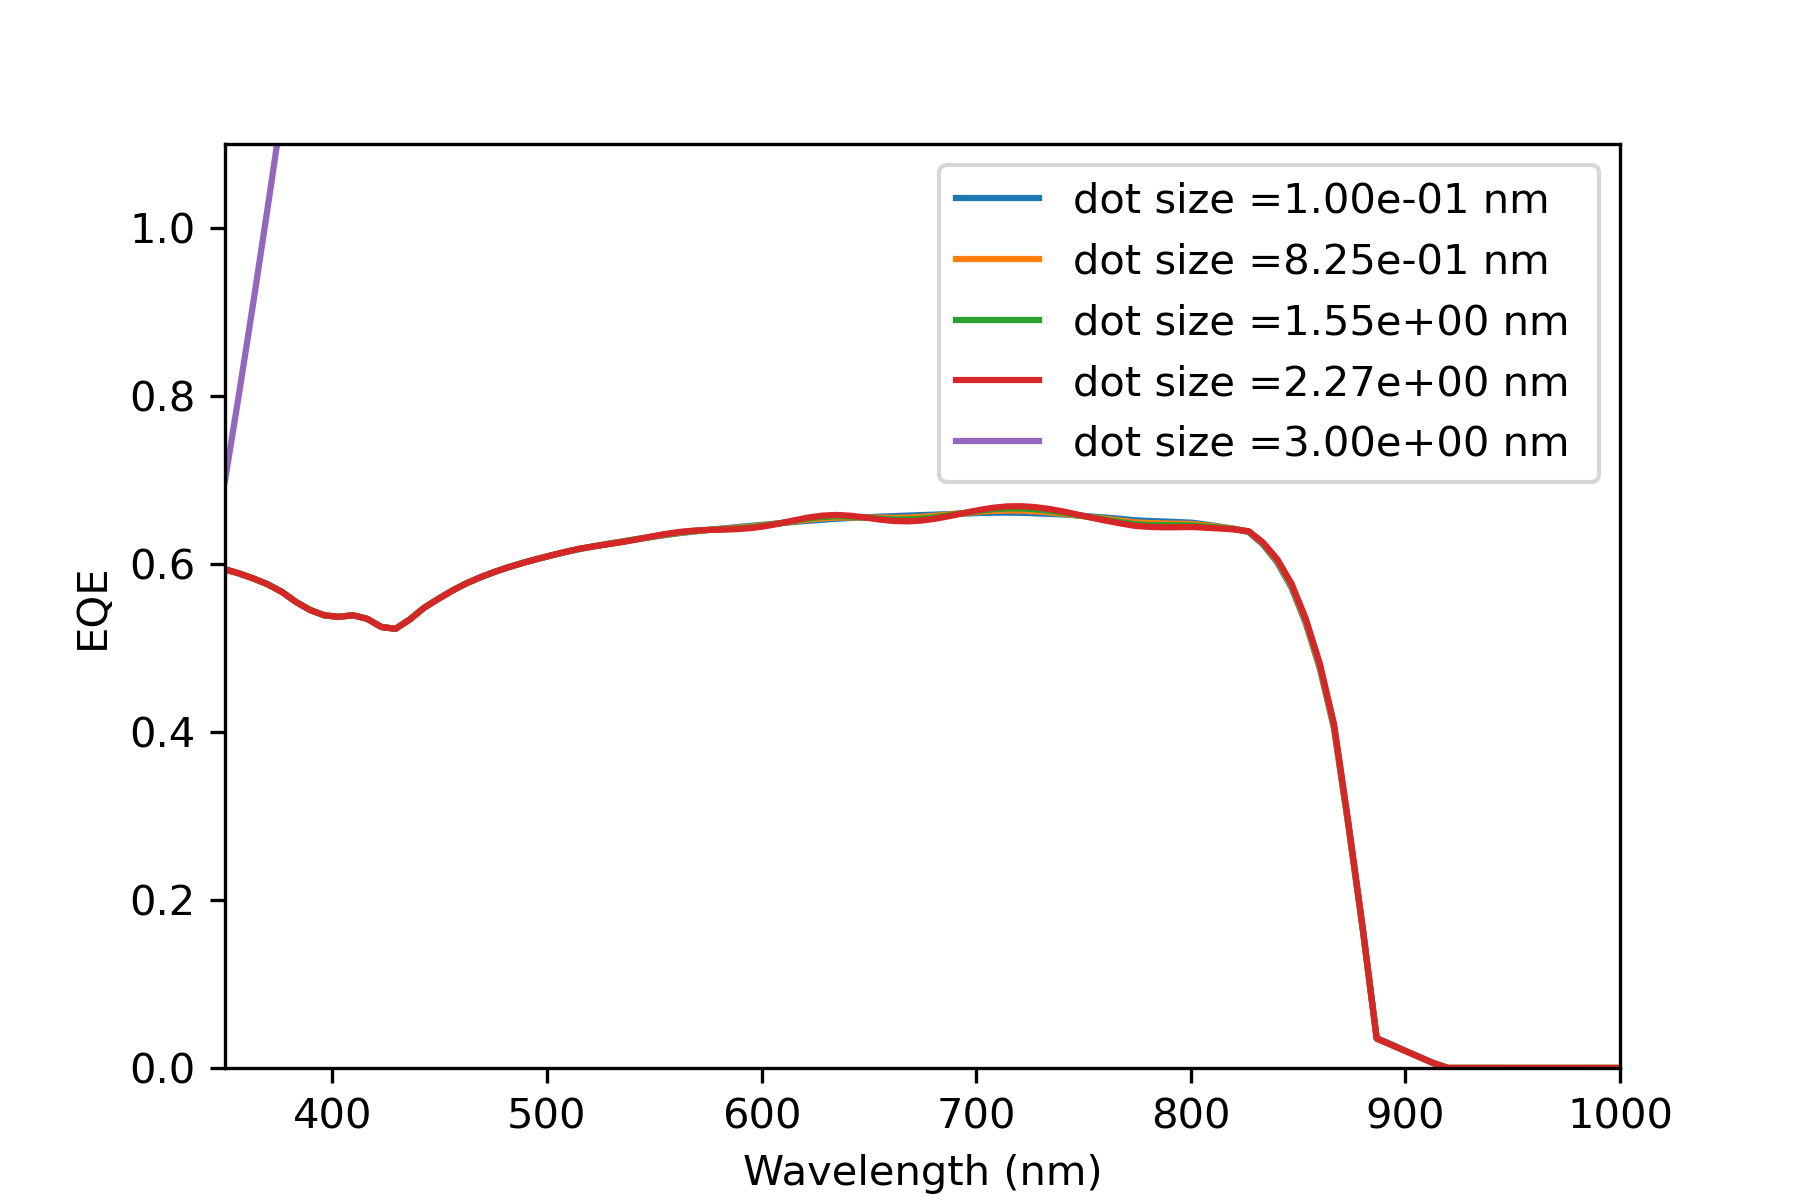 dot size =1.00e-01 nm
dot size =8.25e-01 nm
dot size =1.55e+00 nm
dot size =2.27e+00 nm
dot size =3.00e+00 nm
1.0
0.8
0.6
0.4
0.2
0.0
EQE
400 500 600 700 800 900 1000
Wavelength (nm)